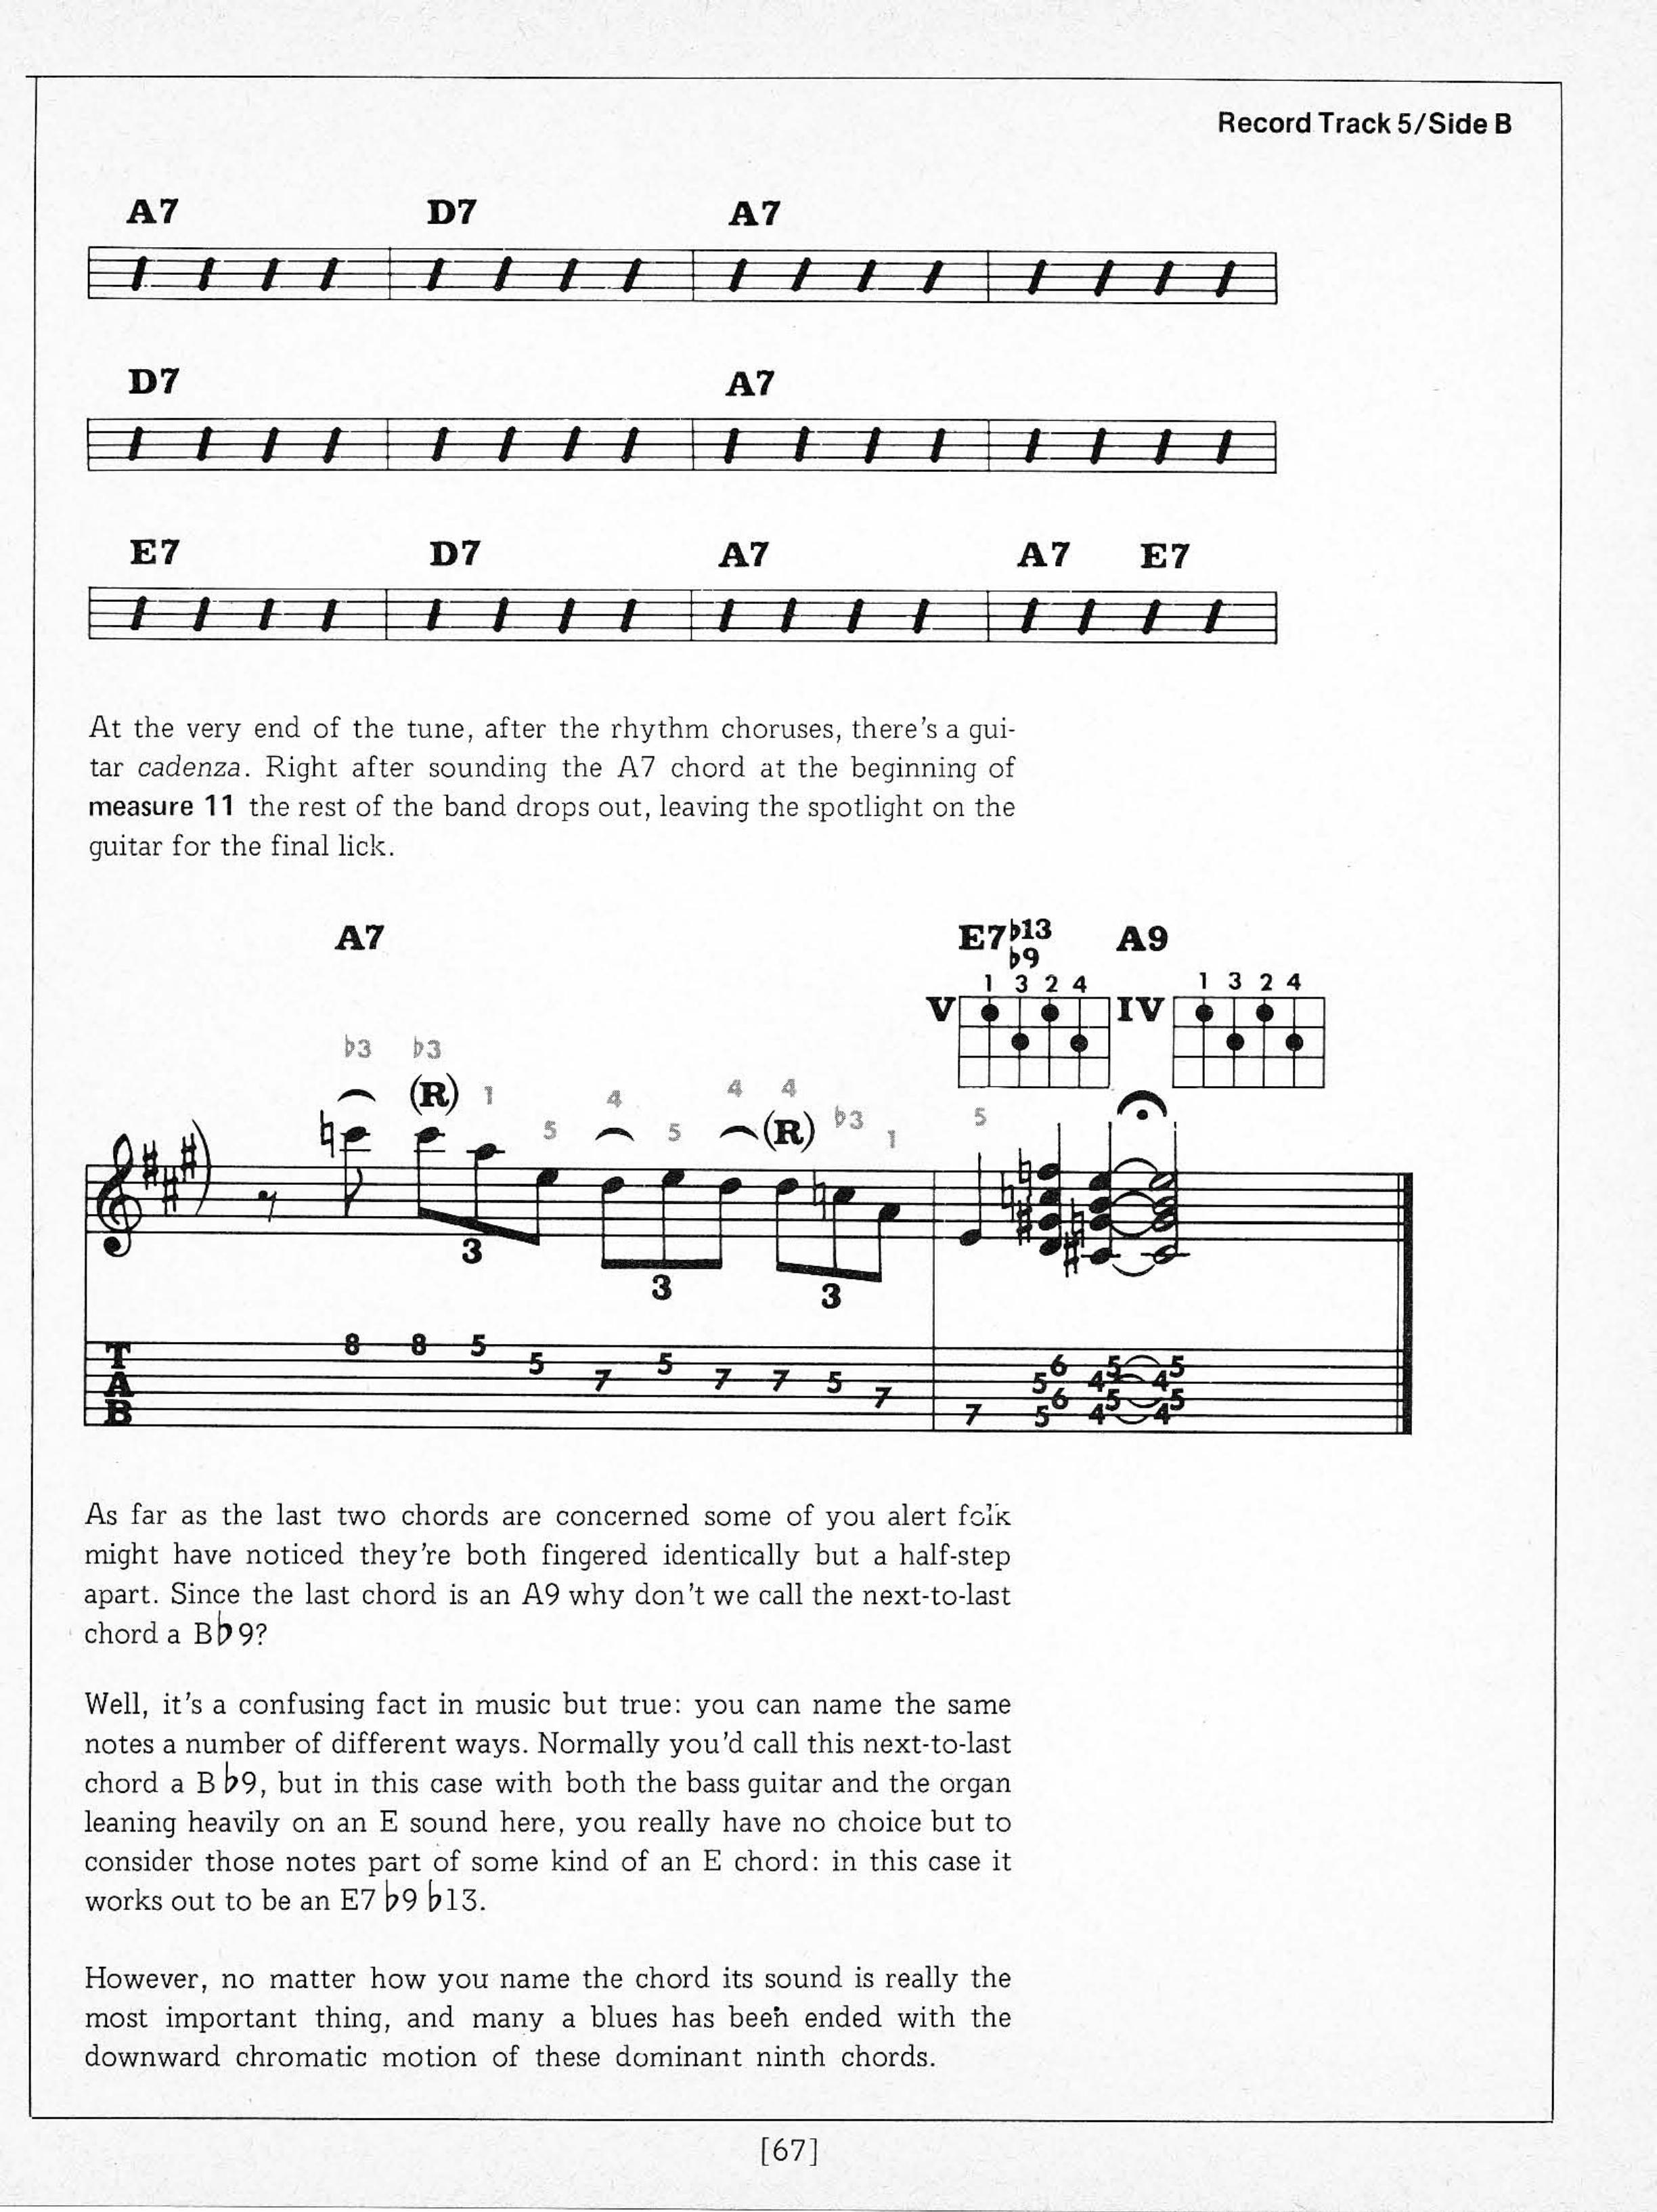 Record Track 5/Side B
A7 D7 A7
D7 A7
E7 D7 A7 A7 E7
At the very end of the tune, after the rhythm choruses, there's a gui-
tar cadenza. Right after sounding the A7 chord at the beginning of
measure 11 the rest of the band drops out, leaving the spotlight on the
guitar for the final lick.
A7 E7♭13 A9
♭9
1 3 2 4 1 3 2 4
V IV
♭3 ♭3
(R) 1 4 4 4
5 5 (R) ♭3 1 5
3 3 3
T A B
8 8 5 5 7 5 7 7 5 7 7 5 6 5 6 4 5 4 5 4 5 4 5
As far as the last two chords are concerned some of you alert folk
might have noticed they're both fingered identically but a half-step
apart. Since the last chord is an A9 why don't we call the next-to-last
chord a B♭9?
Well, it's a confusing fact in music but true: you can name the same
notes a number of different ways. Normally you'd call this next-to-last
chord a B♭9, but in this case with both the bass guitar and the organ
leaning heavily on an E sound here, you really have no choice but to
consider those notes part of some kind of an E chord: in this case it
works out to be an E7♭9♭13.
However, no matter how you name the chord its sound is really the
most important thing, and many a blues has been ended with the
downward chromatic motion of these dominant ninth chords.
[67]